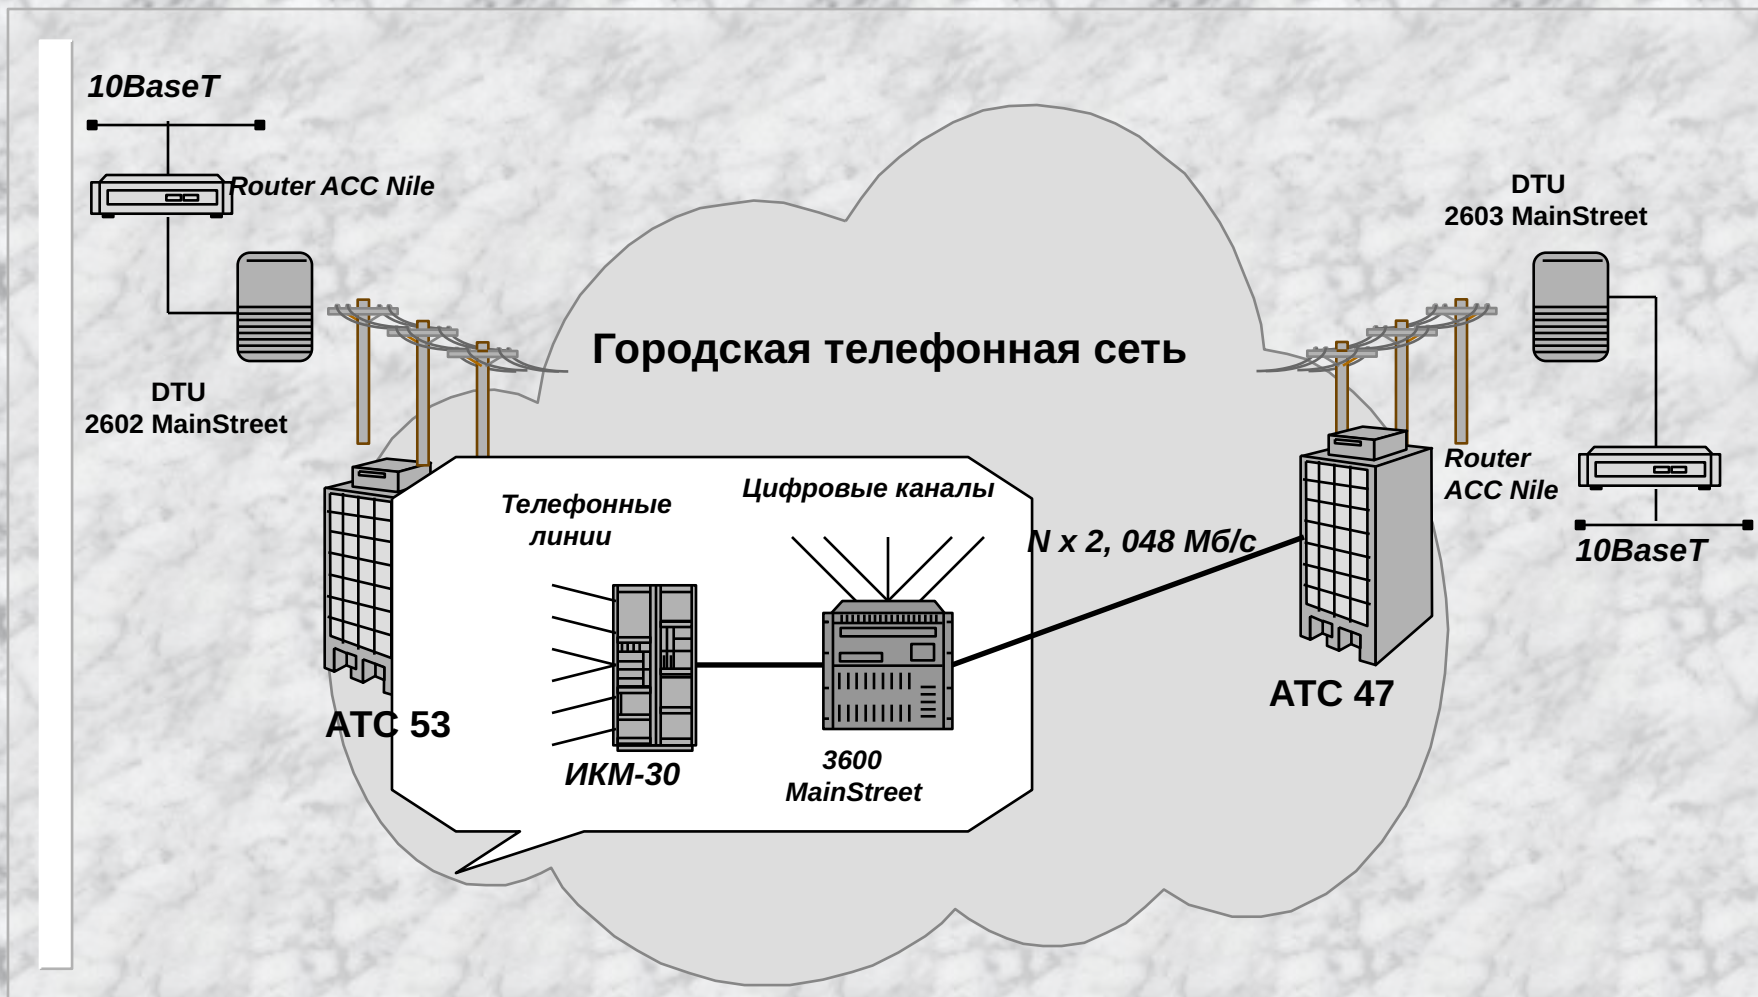 10BaseT
Router ACC Nile
DTU
2602 MainStreet
Городская телефонная сеть
DTU
2603 MainStreet
Router
ACC Nile
10BaseT
Телефонные
линии
Цифровые каналы
N x 2, 048 Мб/с
АТС 53
ИКМ-30
3600
MainStreet
АТС 47